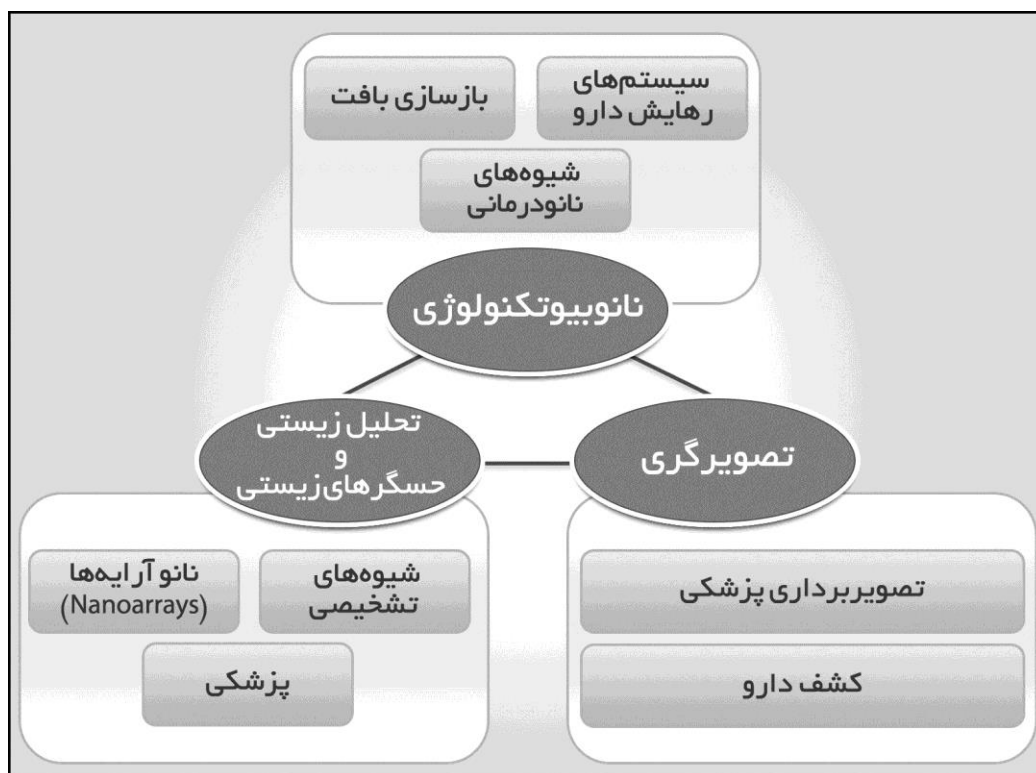 سیستم‌های
رهایش دارو
بازسازی بافت
شیوه‌های
نانودرمانی
نانوبیوتکنولوژی
تصویرگری
تحلیل زیستی
و
حسگرهای زیستی
تصویربرداری پزشکی
کشف دارو
شیوه‌های
تشخیصی
نانو آرایه‌ها
(Nanoarrays)
پزشکی